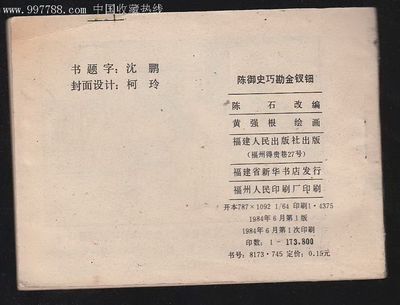 www.997788.com 中国收藏热线
书题字：沈鹏
封面设计：柯玲
陈御史巧勘金钗钿
陈石改编
黄强根绘画
福建人民出版社出版
（福州得贵巷27号）
福建省新华书店发行
福州人民印刷厂印刷
开本787×1092 1/64 印刷1·4375
1984年6月第1版
1984年6月第1次印刷
印数：1－173,800
书号：8173·745 定价：0.15元